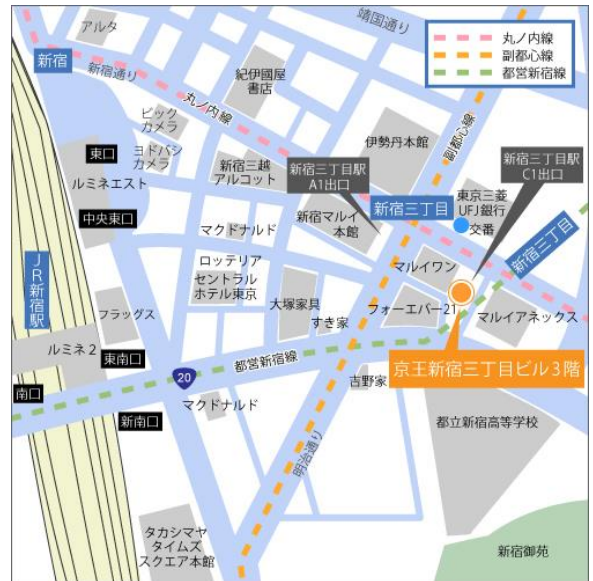 アルタ
靖国通り
丸ノ内線
副都心線
都営新宿線
新宿
新宿通り
紀伊國屋
書店
丸ノ内線
ビック
カメラ
ヨドバシ
カメラ
伊勢丹本館
副都心線
東口
ルミネエスト
新宿三越
アルコット
新宿三丁目駅
A1出口
新宿三丁目駅
C1出口
中央東口
マクドナルド
新宿マルイ
本館
新宿三丁目
東京三菱
UFJ銀行
交番
新宿三丁目
JR新宿駅
ロッテリア
セントラル
ホテル東京
マルイワン
フラッグス
大塚家具
すき家
フォーエバー21
マルイアネックス
ルミネ2
東南口
都営新宿線
京王新宿三丁目ビル3階
20
吉野家
南口
新南口
マクドナルド
都立新宿高等学校
明治通り
タカシマヤ
タイムズ
スクエア本館
新宿御苑